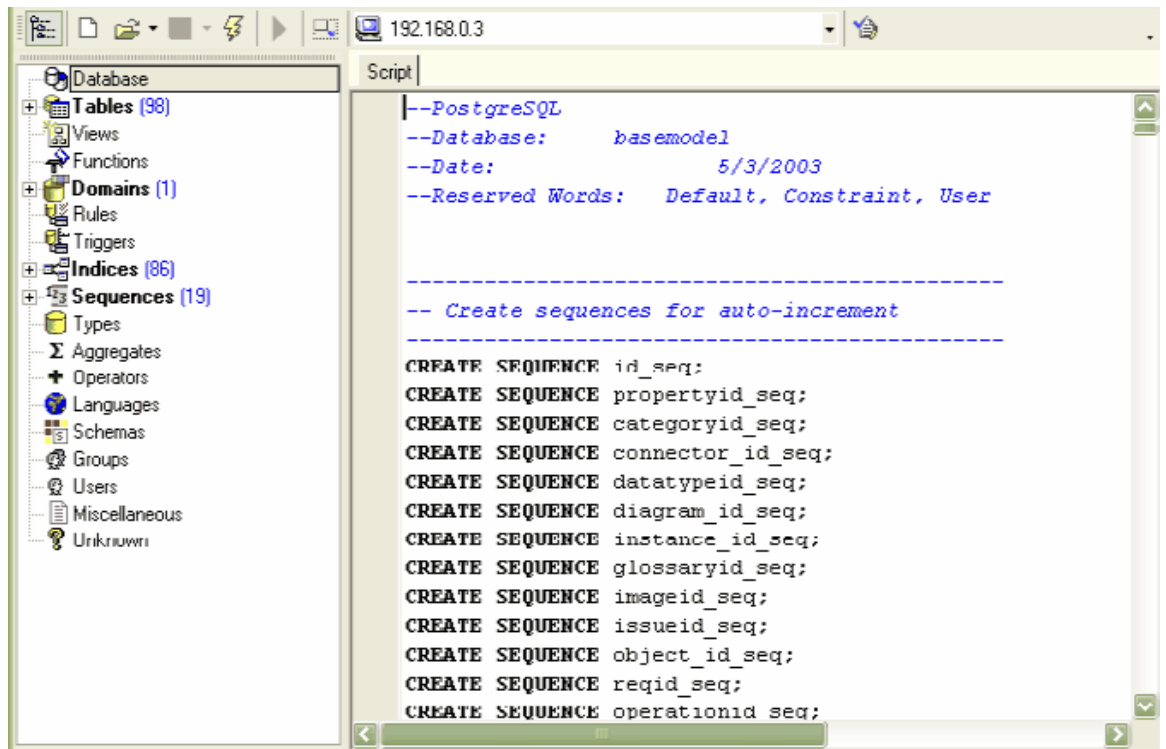 192.168.0.3
Database
Tables (98)
Views
Functions
Domains (1)
Rules
Triggers
Indices (86)
Sequences (19)
Types
Σ Aggregates
Operators
Languages
Schemas
Groups
Users
Miscellaneous
Unknown
Script
--PostgreSQL
--Database: basemodel
--Date: 5/3/2003
--Reserved Words: Default, Constraint, User
----------------------------------------------
-- Create sequences for auto-increment
----------------------------------------------
CREATE SEQUENCE id_seq;
CREATE SEQUENCE propertyid_seq;
CREATE SEQUENCE categoryid_seq;
CREATE SEQUENCE connector_id_seq;
CREATE SEQUENCE datatypeid_seq;
CREATE SEQUENCE diagram_id_seq;
CREATE SEQUENCE instance_id_seq;
CREATE SEQUENCE glossaryid_seq;
CREATE SEQUENCE imageid_seq;
CREATE SEQUENCE issueid_seq;
CREATE SEQUENCE object_id_seq;
CREATE SEQUENCE reqid_seq;
CREATE SEQUENCE operationid_seq;